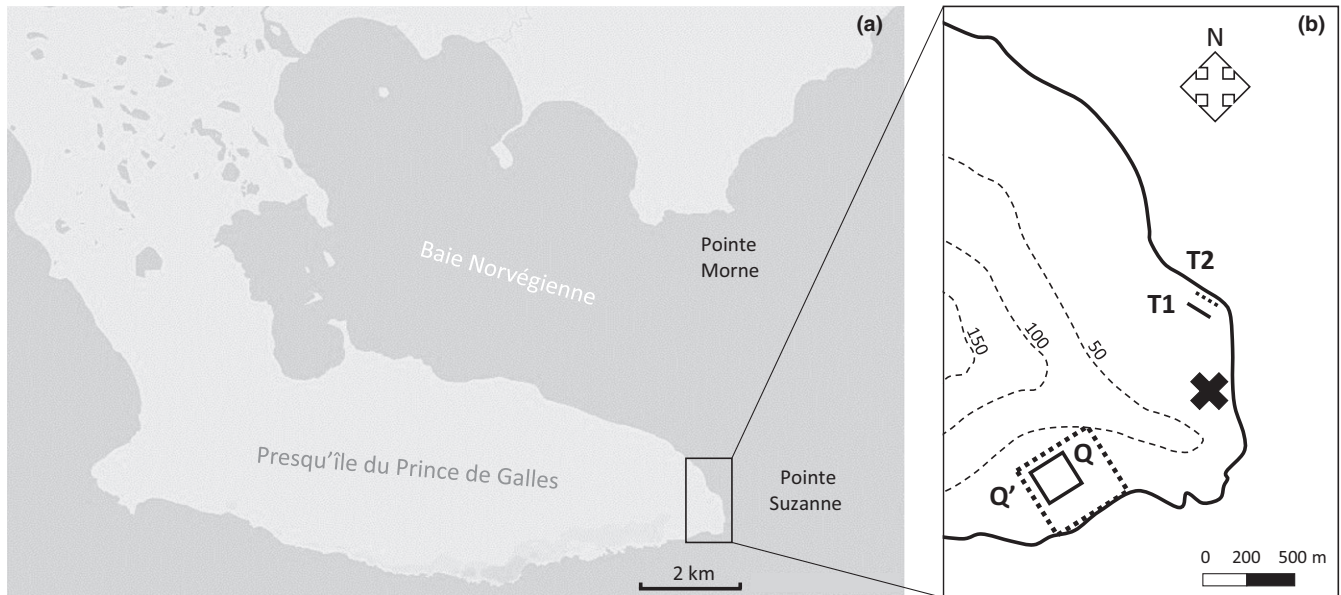 (a)
Pointe
Morne
Baie Norvégienne
Presqu'île du Prince de Galles
Pointe
Suzanne
2 km
(b)
N
T2
T1
50
100
150
Q
Q'
0 200 500 m